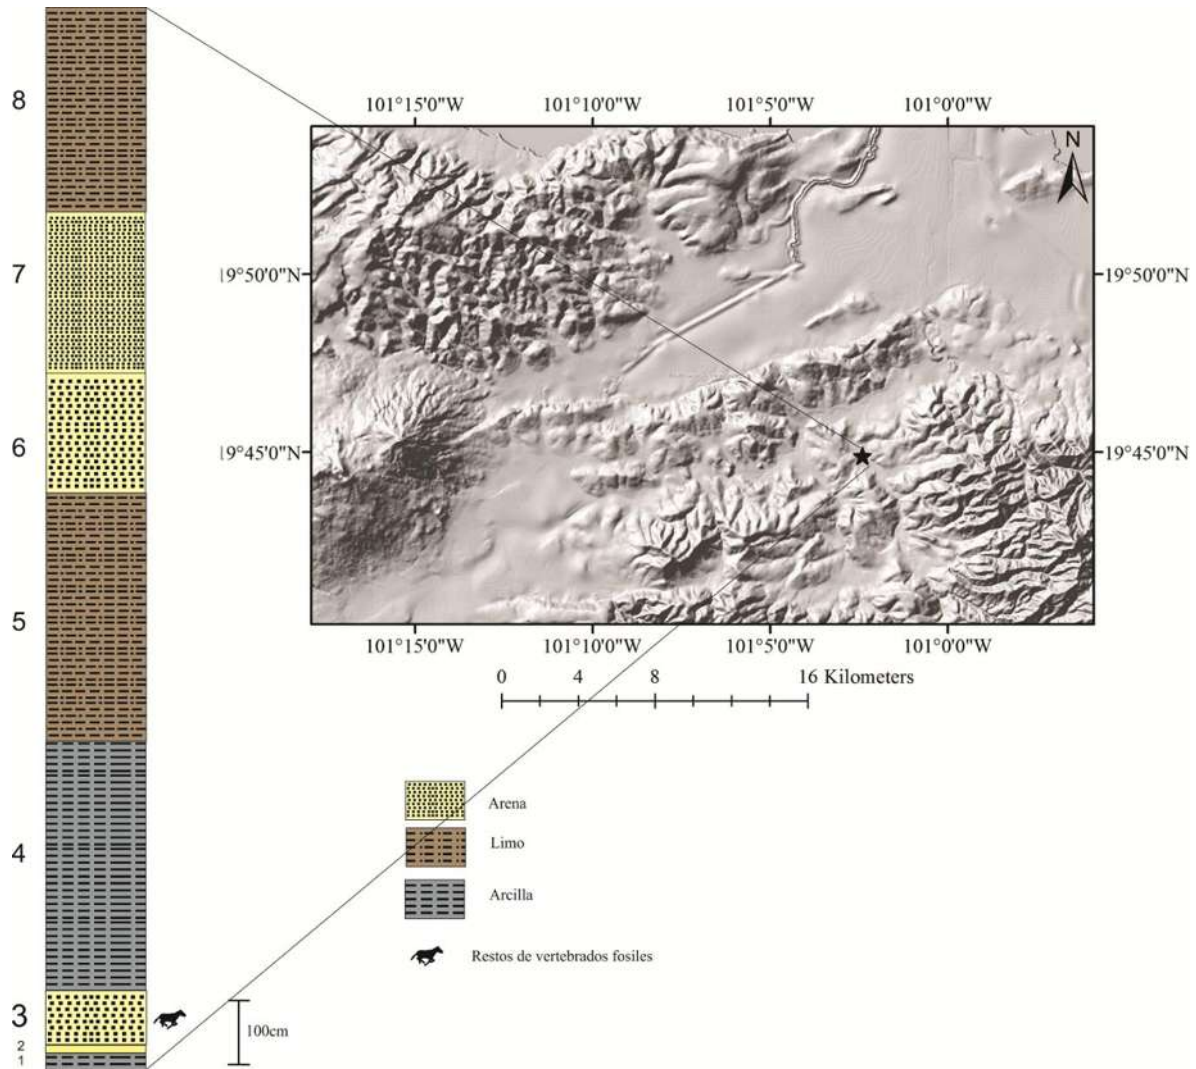 8
7
6
5
4
3
2
1
101°15'0"W 101°10'0"W 101°5'0"W 101°0'0"W
N
19°50'0"N 19°50'0"N
19°45'0"N 19°45'0"N
101°15'0"W 101°10'0"W 101°5'0"W 101°0'0"W
0 4 8 16 Kilometers
Arena
Limo
Arcilla
Restos de vertebrados fosiles
100cm